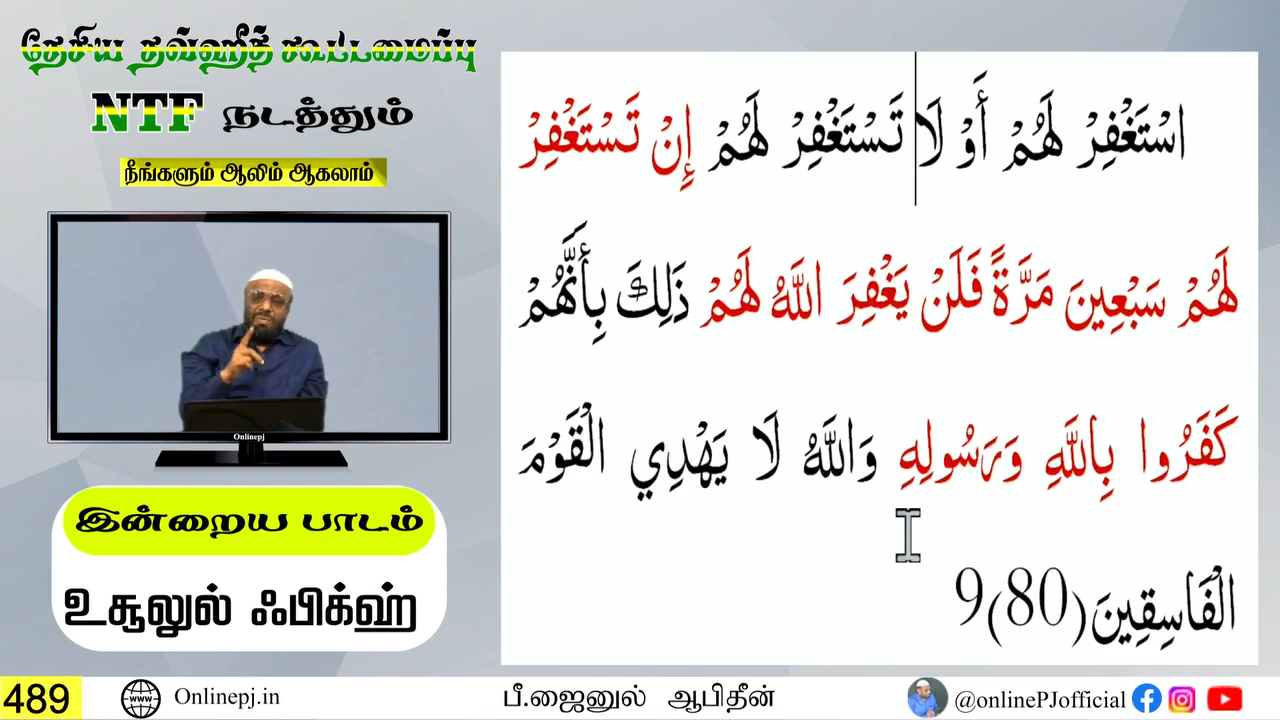 தேசிய தவ்ஹீத் கூட்டமைப்பு
NTF நடத்தும்
நீங்களும் ஆலிம் ஆகலாம்
Onlinepj
இன்றைய பாடம்
உசூலுல் ஃபிக்ஹ்
اسْتَغْفِرْ لَهُمْ أَوْ لَا تَسْتَغْفِرْ لَهُمْ إِنْ تَسْتَغْفِرْ
لَهُمْ سَبْعِينَ مَرَّةً فَلَنْ يَغْفِرَ اللَّهُ لَهُمْ ذَلِكَ بِأَنَّهُمْ
كَفَرُوا بِاللَّهِ وَرَسُولِهِ وَاللَّهُ لَا يَهْدِي الْقَوْمَ
الْفَاسِقِينَ(80)9
489
www
Onlinepj.in
பீ.ஜைனுல் ஆபிதீன்
@onlinePJofficial